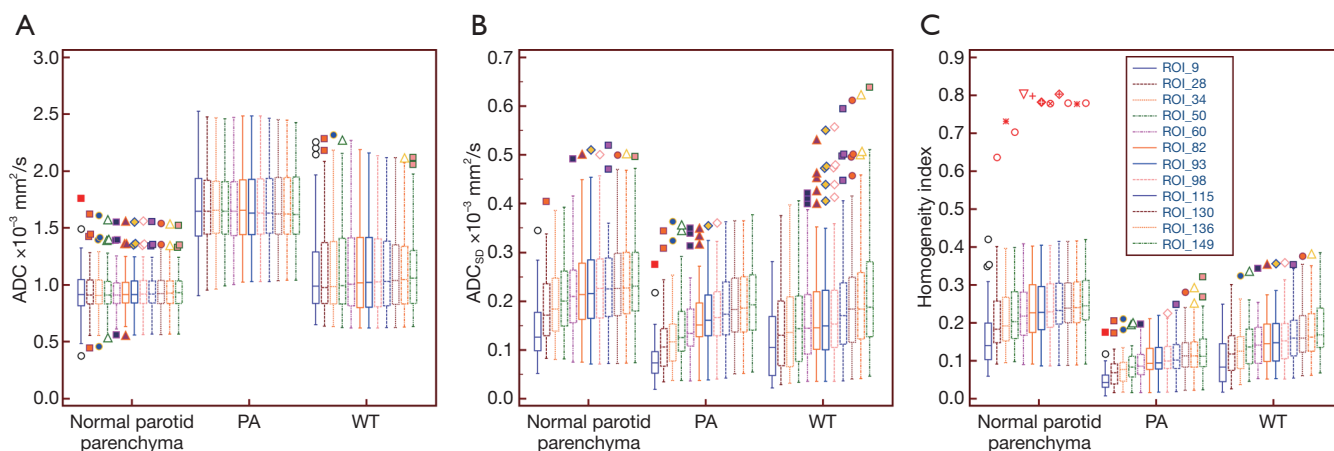 A
ADC ×10⁻³ mm²/s
3.0
2.5
2.0
1.5
1.0
0.5
0.0
Normal parotid
parenchyma
PA
WT
B
ADCSD ×10⁻³ mm²/s
0.7
0.6
0.5
0.4
0.3
0.2
0.1
0.0
Normal parotid
parenchyma
PA
WT
C
Homogeneity index
0.9
0.8
0.7
0.6
0.5
0.4
0.3
0.2
0.1
0.0
Normal parotid
parenchyma
PA
WT
ROI_9
ROI_28
ROI_34
ROI_50
ROI_60
ROI_82
ROI_93
ROI_98
ROI_115
ROI_130
ROI_136
ROI_149